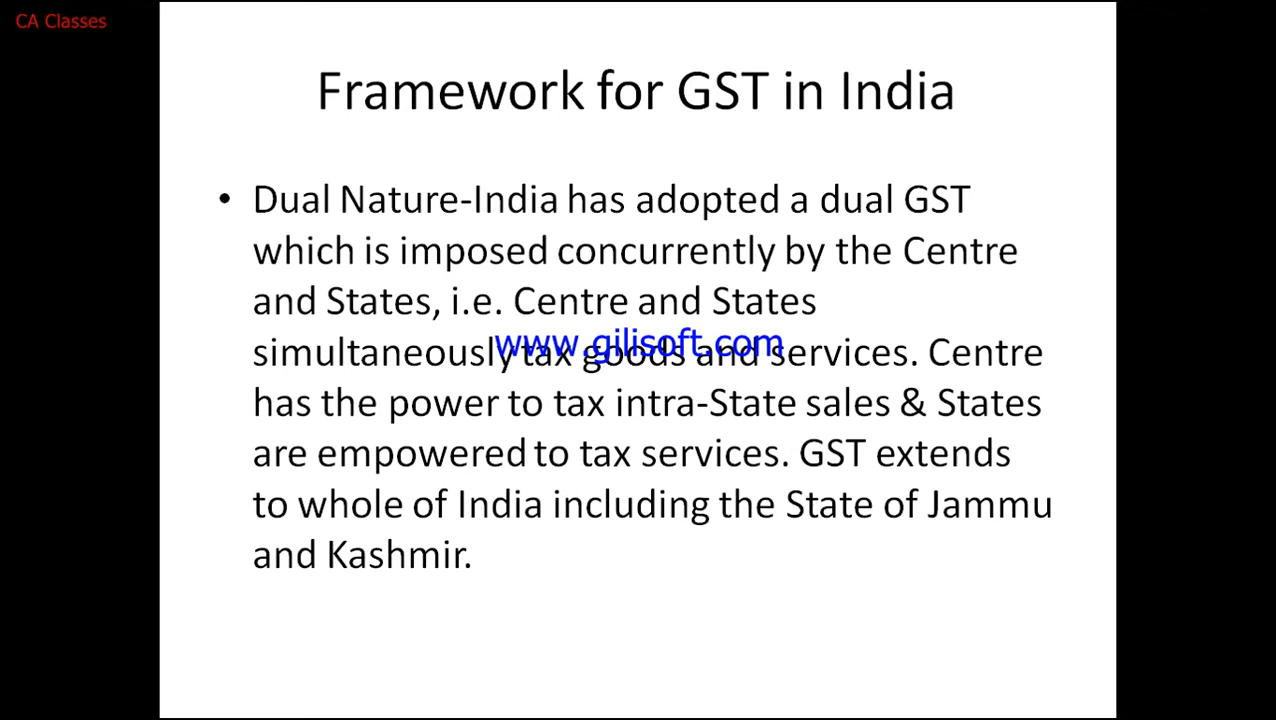 CA Classes
Framework for GST in India
• Dual Nature-India has adopted a dual GST
which is imposed concurrently by the Centre
and States, i.e. Centre and States
simultaneously tax goods and services. Centre
has the power to tax intra-State sales & States
are empowered to tax services. GST extends
to whole of India including the State of Jammu
and Kashmir.
www.gilisoft.com